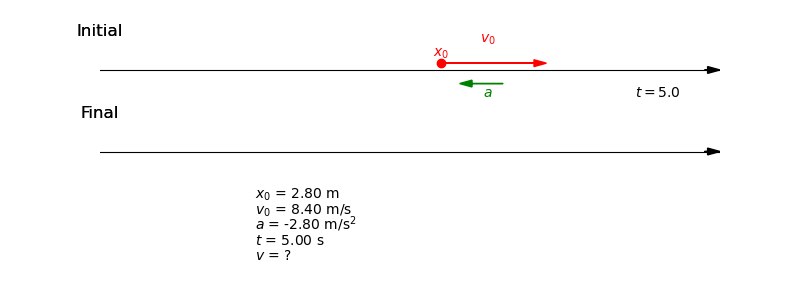 Initial
v₀
x₀
a
t = 5.0
Final
x₀ = 2.80 m
v₀ = 8.40 m/s
a = -2.80 m/s²
t = 5.00 s
v = ?